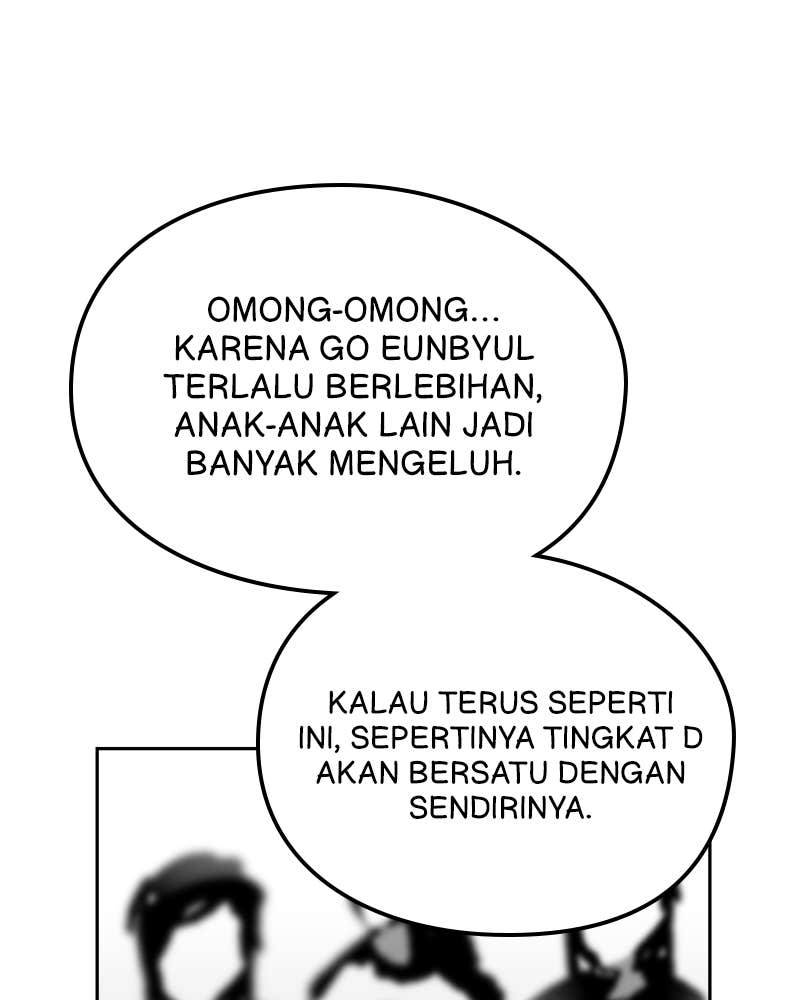 OMONG-OMONG...
KARENA GO EUNBYUL
TERLALU BERLEBIHAN,
ANAK-ANAK LAIN JADI
BANYAK MENGELUH.
KALAU TERUS SEPERTI
INI, SEPERTINYA TINGKAT D
AKAN BERSATU DENGAN
SENDIRINYA.